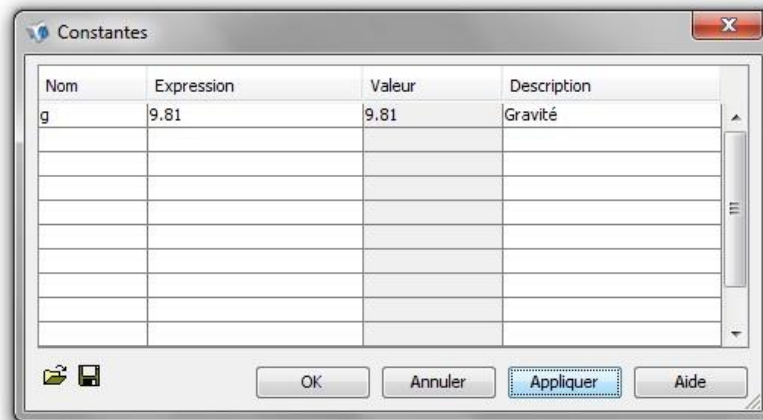 Constantes
Nom Expression Valeur Description
g 9.81 9.81 Gravité
OK Annuler Appliquer Aide